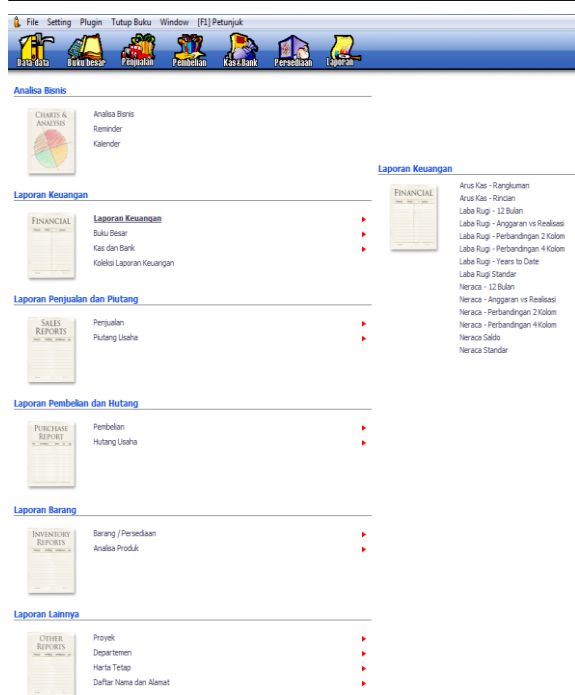 File Setting Plugin Tutup Buku Window [F1] Petunjuk
Data-data Buku besar Penjualan Pembelian Kas&Bank Persediaan Laporan
Analisa Bisnis
CHARTS &
ANALYSIS
Analisa Bisnis
Reminder
Kalender
Laporan Keuangan
FINANCIAL
Laporan Keuangan
Buku Besar
Kas dan Bank
Koleksi Laporan Keuangan
Laporan Keuangan
FINANCIAL
Arus Kas - Rangkuman
Arus Kas - Rincian
Laba Rugi - 12 Bulan
Laba Rugi - Anggaran vs Realisasi
Laba Rugi - Perbandingan 2 Kolom
Laba Rugi - Perbandingan 4 Kolom
Laba Rugi - Years to Date
Laba Rugi Standar
Neraca - 12 Bulan
Neraca - Anggaran vs Realisasi
Neraca - Perbandingan 2 Kolom
Neraca - Perbandingan 4 Kolom
Neraca Saldo
Neraca Standar
Laporan Penjualan dan Piutang
SALES
REPORTS
Penjualan
Piutang Usaha
Laporan Pembelian dan Hutang
PURCHASE
REPORT
Pembelian
Hutang Usaha
Laporan Barang
INVENTORY
REPORTS
Barang / Persediaan
Analisa Produk
Laporan Lainnya
OTHER
REPORTS
Proyek
Departemen
Harta Tetap
Daftar Nama dan Alamat